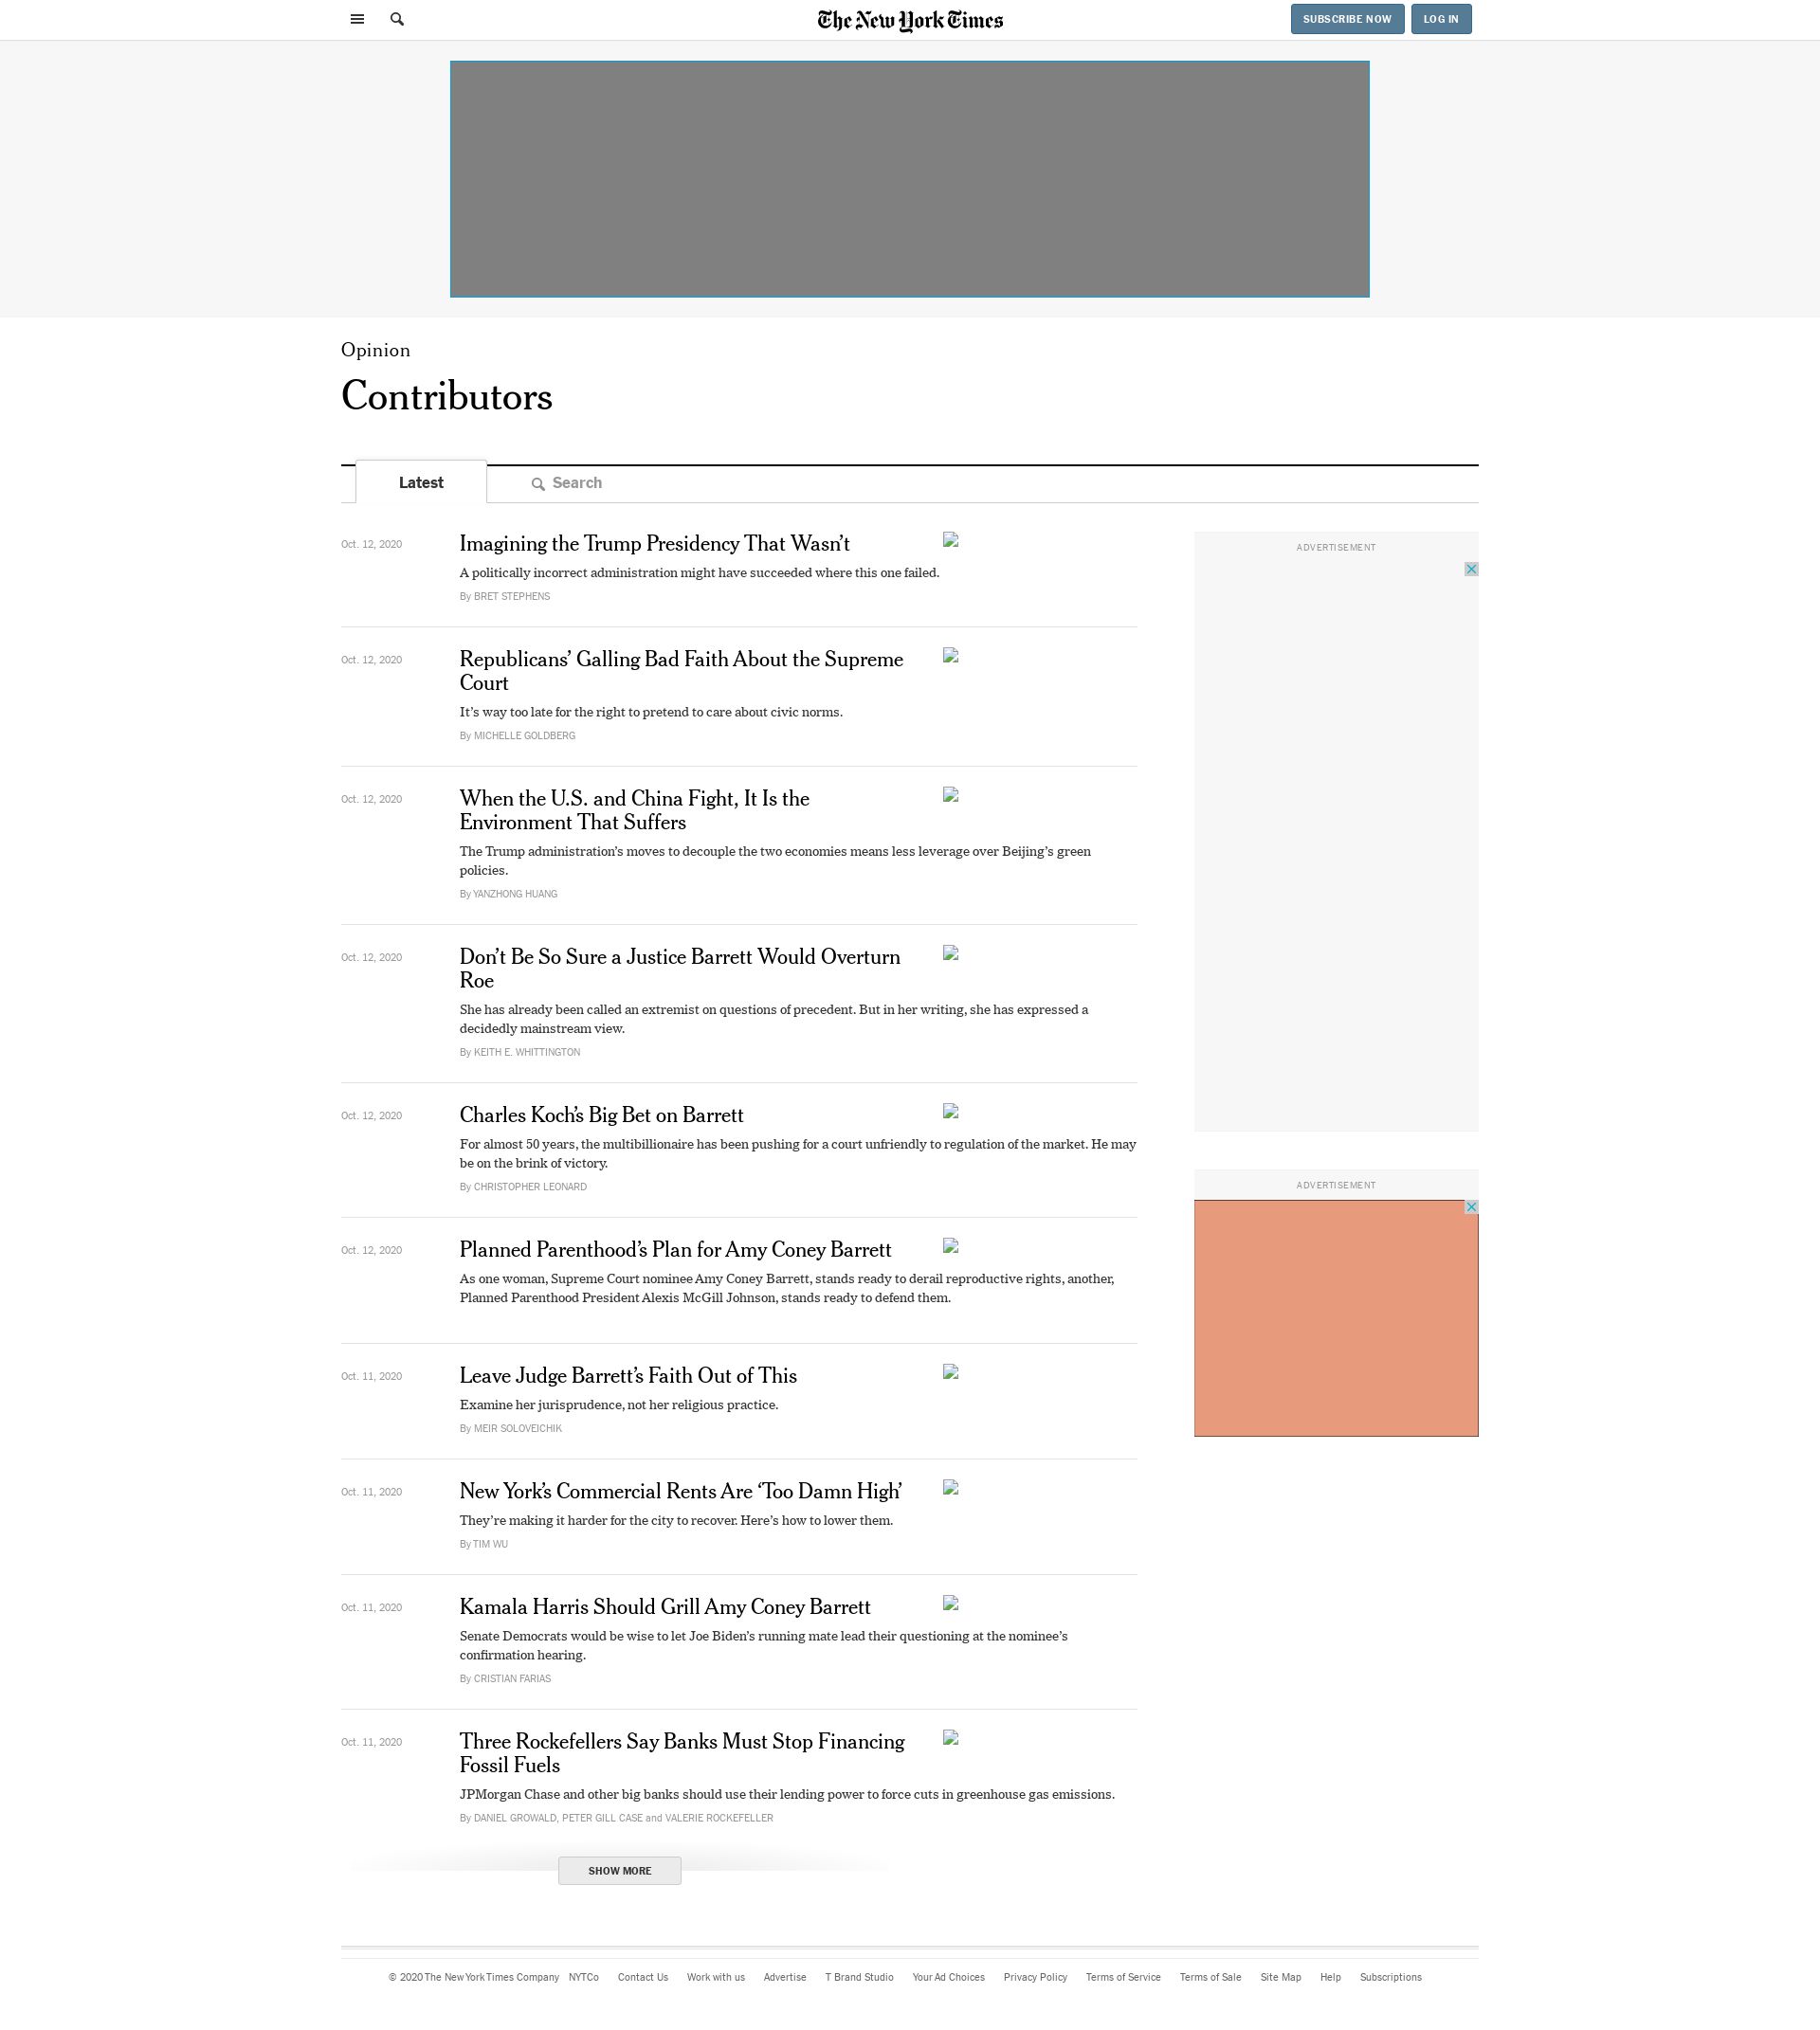 The New York Times
SUBSCRIBE NOW
LOG IN
Opinion
Contributors
Latest
Search
Oct. 12, 2020
Imagining the Trump Presidency That Wasn’t
A politically incorrect administration might have succeeded where this one failed.
By BRET STEPHENS
Oct. 12, 2020
Republicans’ Galling Bad Faith About the Supreme
Court
It’s way too late for the right to pretend to care about civic norms.
By MICHELLE GOLDBERG
Oct. 12, 2020
When the U.S. and China Fight, It Is the
Environment That Suffers
The Trump administration’s moves to decouple the two economies means less leverage over Beijing’s green
policies.
By YANZHONG HUANG
Oct. 12, 2020
Don’t Be So Sure a Justice Barrett Would Overturn
Roe
She has already been called an extremist on questions of precedent. But in her writing, she has expressed a
decidedly mainstream view.
By KEITH E. WHITTINGTON
Oct. 12, 2020
Charles Koch’s Big Bet on Barrett
For almost 50 years, the multibillionaire has been pushing for a court unfriendly to regulation of the market. He may
be on the brink of victory.
By CHRISTOPHER LEONARD
Oct. 12, 2020
Planned Parenthood’s Plan for Amy Coney Barrett
As one woman, Supreme Court nominee Amy Coney Barrett, stands ready to derail reproductive rights, another,
Planned Parenthood President Alexis McGill Johnson, stands ready to defend them.
Oct. 11, 2020
Leave Judge Barrett’s Faith Out of This
Examine her jurisprudence, not her religious practice.
By MEIR SOLOVEICHIK
Oct. 11, 2020
New York’s Commercial Rents Are ‘Too Damn High’
They’re making it harder for the city to recover. Here’s how to lower them.
By TIM WU
Oct. 11, 2020
Kamala Harris Should Grill Amy Coney Barrett
Senate Democrats would be wise to let Joe Biden’s running mate lead their questioning at the nominee’s
confirmation hearing.
By CRISTIAN FARIAS
Oct. 11, 2020
Three Rockefellers Say Banks Must Stop Financing
Fossil Fuels
JPMorgan Chase and other big banks should use their lending power to force cuts in greenhouse gas emissions.
By DANIEL GROWALD, PETER GILL CASE and VALERIE ROCKEFELLER
SHOW MORE
ADVERTISEMENT
ADVERTISEMENT
© 2020 The New York Times Company NYTCo Contact Us Work with us Advertise T Brand Studio Your Ad Choices Privacy Policy Terms of Service Terms of Sale Site Map Help Subscriptions